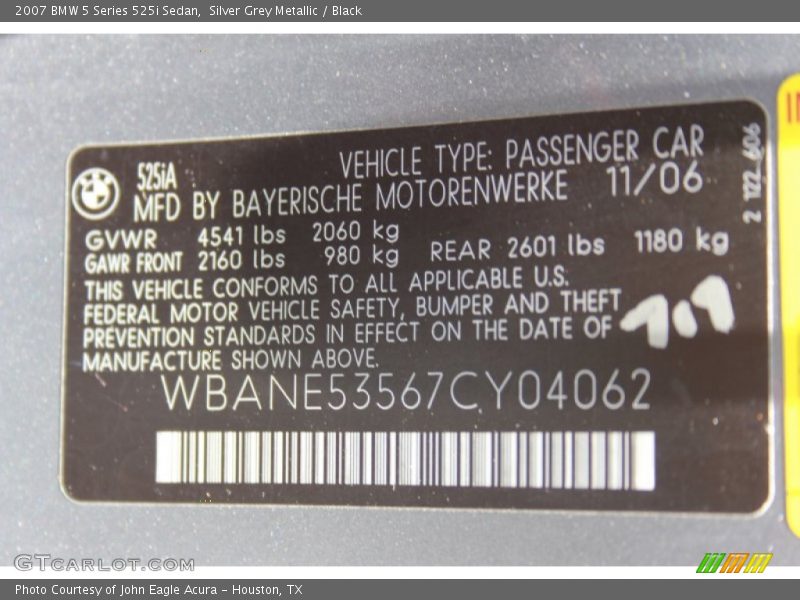 2007 BMW 5 Series 525i Sedan,  Silver Grey Metallic / Black
525iA
VEHICLE TYPE: PASSENGER CAR
MFD BY BAYERISCHE MOTORENWERKE 11/06
GVWR 4541 lbs 2060 kg
GAWR FRONT 2160 lbs 980 kg REAR 2601 lbs 1180 kg
THIS VEHICLE CONFORMS TO ALL APPLICABLE U.S.
FEDERAL MOTOR VEHICLE SAFETY, BUMPER AND THEFT
PREVENTION STANDARDS IN EFFECT ON THE DATE OF
MANUFACTURE SHOWN ABOVE.
WBANE53567CY04062
2 122 606
GTCARLOT.COM
Photo Courtesy of John Eagle Acura - Houston, TX